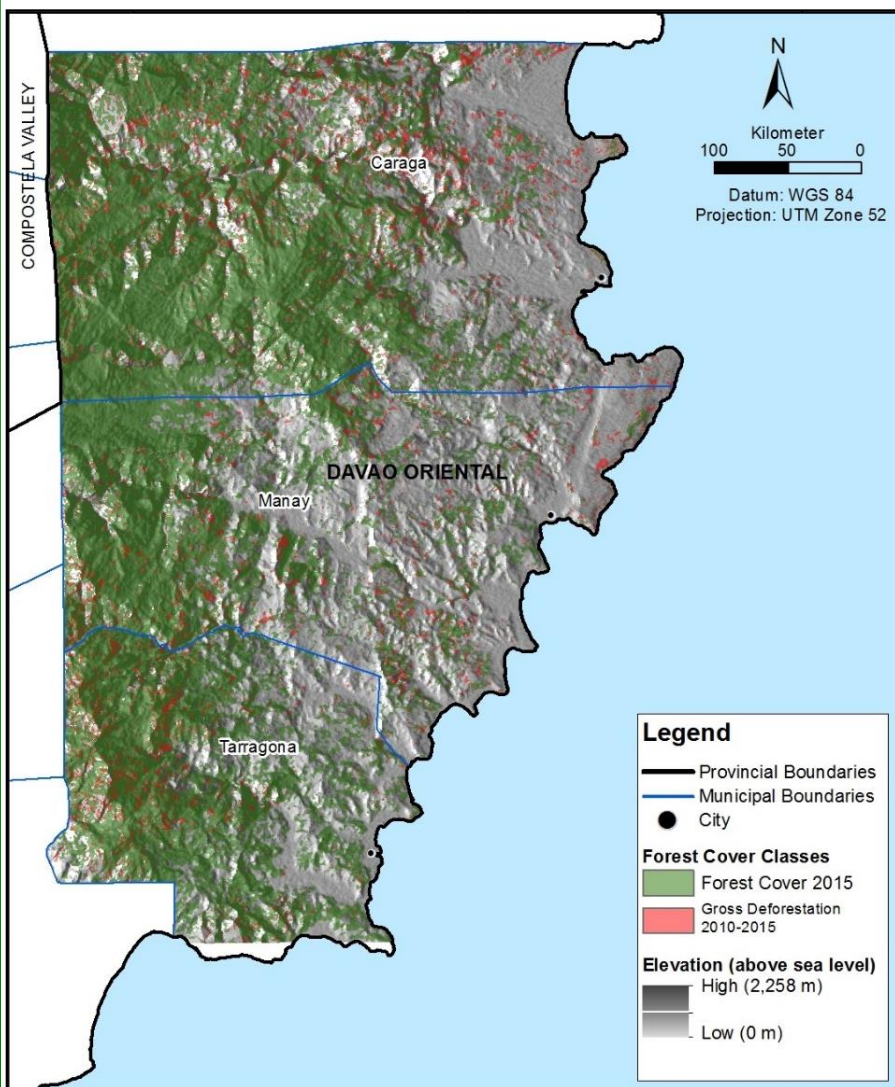 N
Kilometer
100 50 0
Datum: WGS 84
Projection: UTM Zone 52
COMPOSTELA VALLEY
Caraga
DAVAO ORIENTAL
Manay
Tarragona
Legend
Provincial Boundaries
Municipal Boundaries
City
Forest Cover Classes
Forest Cover 2015
Gross Deforestation
2010-2015
Elevation (above sea level)
High (2,258 m)
Low (0 m)